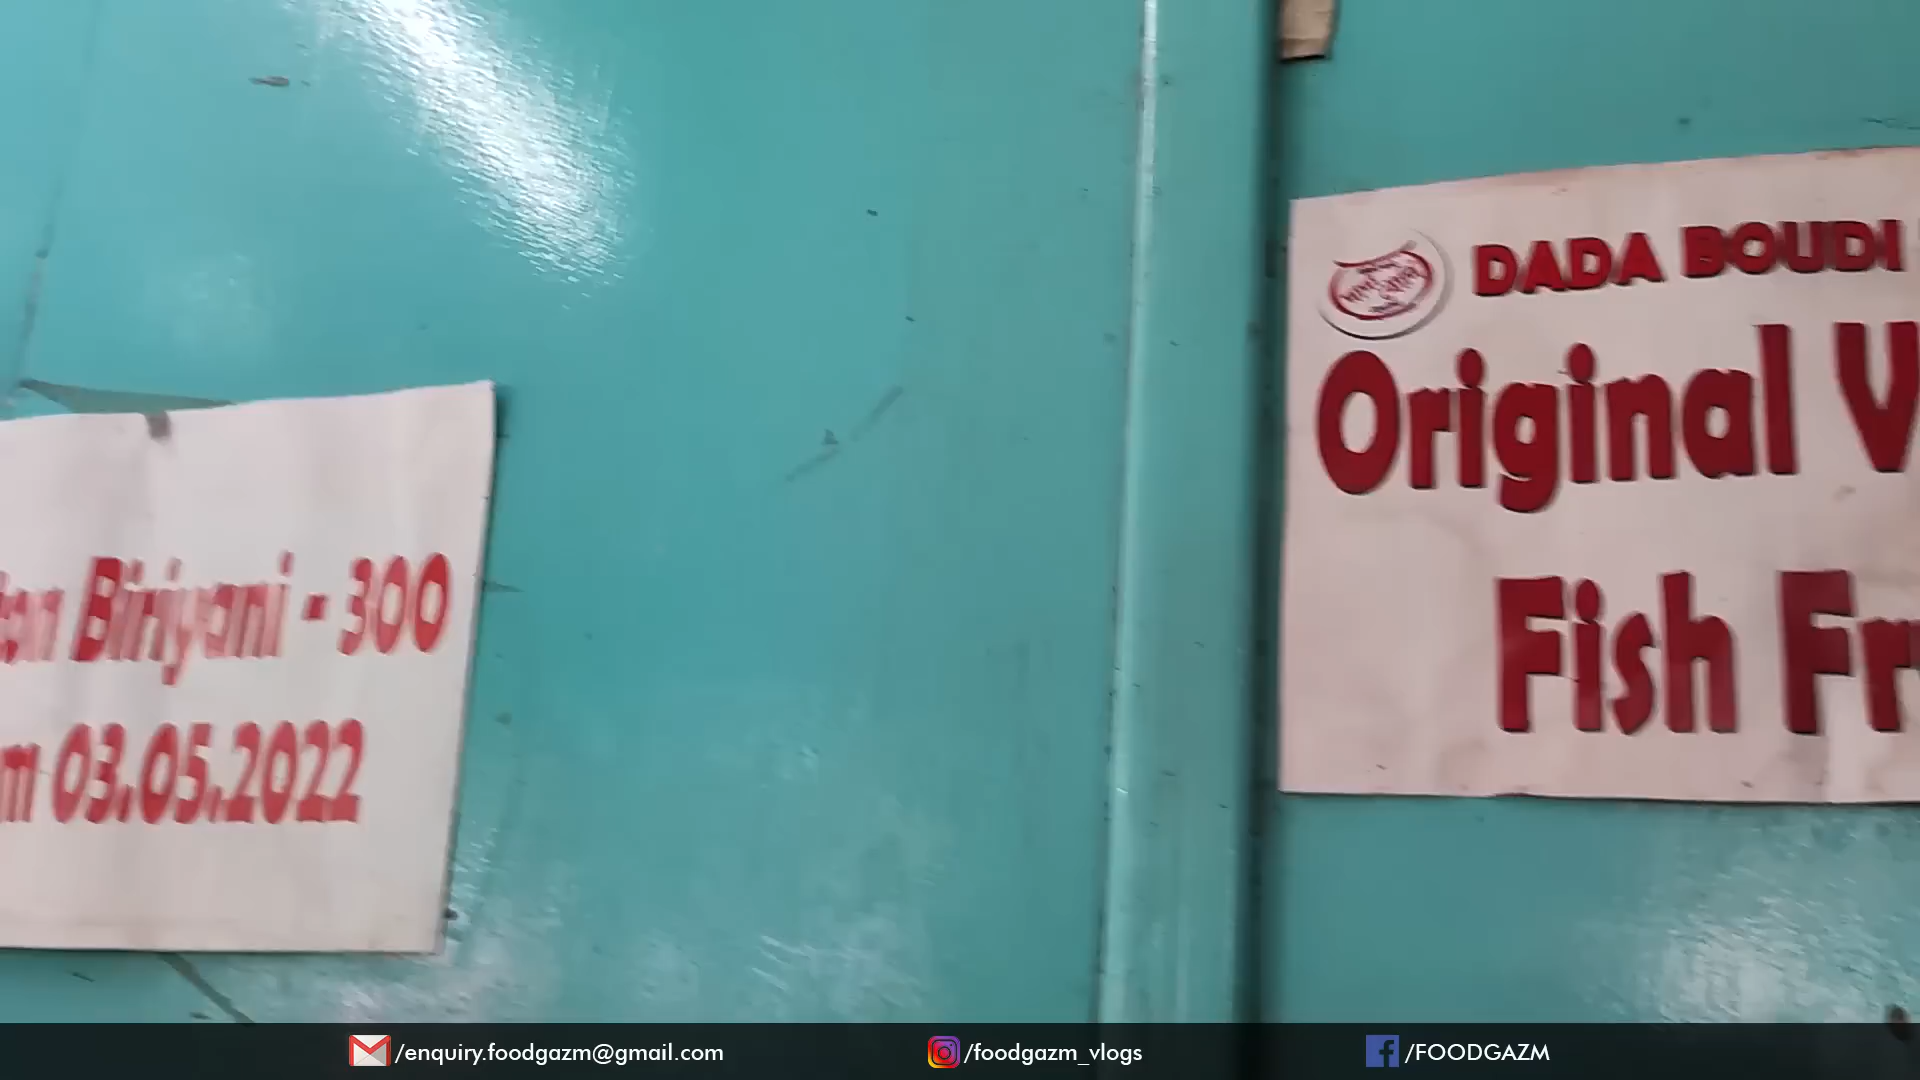 Biriyani - 300
03.05.2022
DADA BOUDI
Original
Fish
/enquiry.foodgazm@gmail.com
/foodgazm_vlogs
/FOODGAZM